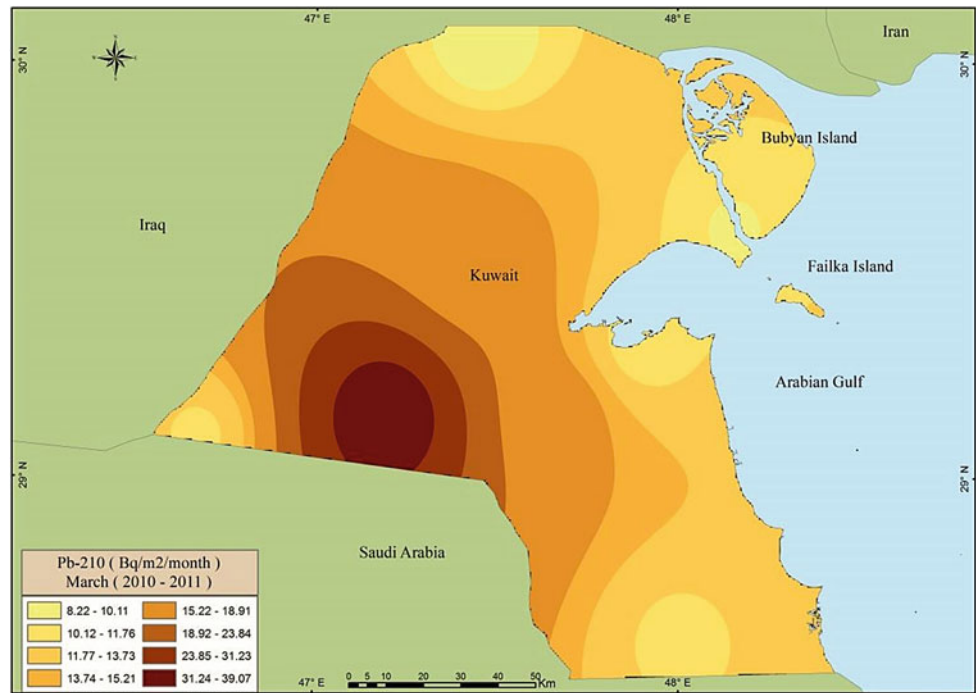 47° E
48° E
Iran
30° N
30° N
Bubyan Island
Iraq
Failka Island
Kuwait
Arabian Gulf
29° N
29° N
Saudi Arabia
Pb-210 ( Bq/m2/month )
March ( 2010 - 2011 )
8.22 - 10.11
15.22 - 18.91
10.12 - 11.76
18.92 - 23.84
11.77 - 13.73
23.85 - 31.23
13.74 - 15.21
31.24 - 39.07
0 5 10 20 30 40 50 Km
47° E
48° E